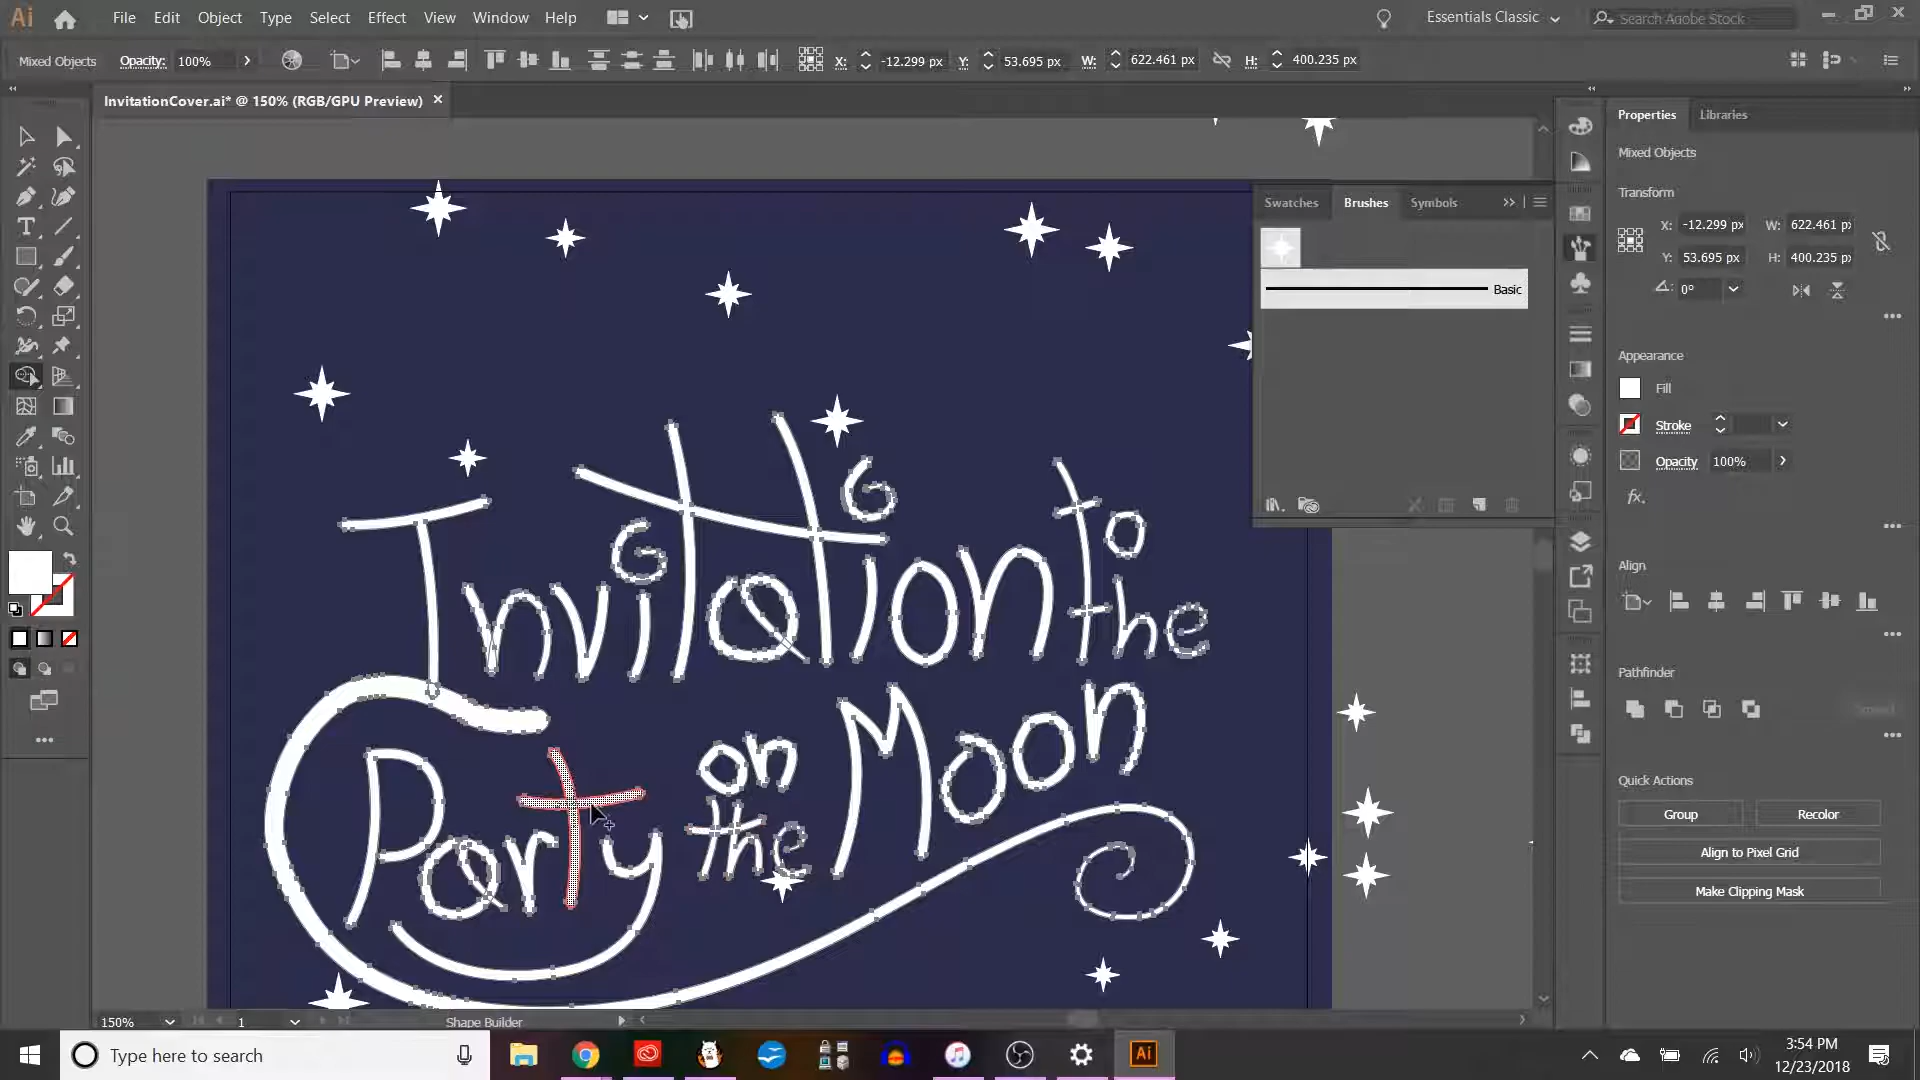 Ai File Edit Object Type Select Effect View Window Help Essentials Classic Search Adobe Stock
Mixed Objects Opacity: 100% X: -12.299 px Y: 53.695 px W: 622.461 px H: 400.235 px
InvitationCover.ai* @ 150% (RGB/GPU Preview)
Properties Libraries
Mixed Objects
Transform
X: -12.299 px W: 622.461 px
Y: 53.695 px H: 400.235 px
0°
Swatches Brushes Symbols
Basic
Appearance
Fill
Stroke
Opacity 100%
fx.
Align
Pathfinder
Quick Actions
Group Recolor
Align to Pixel Grid
Make Clipping Mask
Invitation to the
Party on the Moon
150% 1 Shape Builder
Type here to search
Ai
3:54 PM
12/23/2018